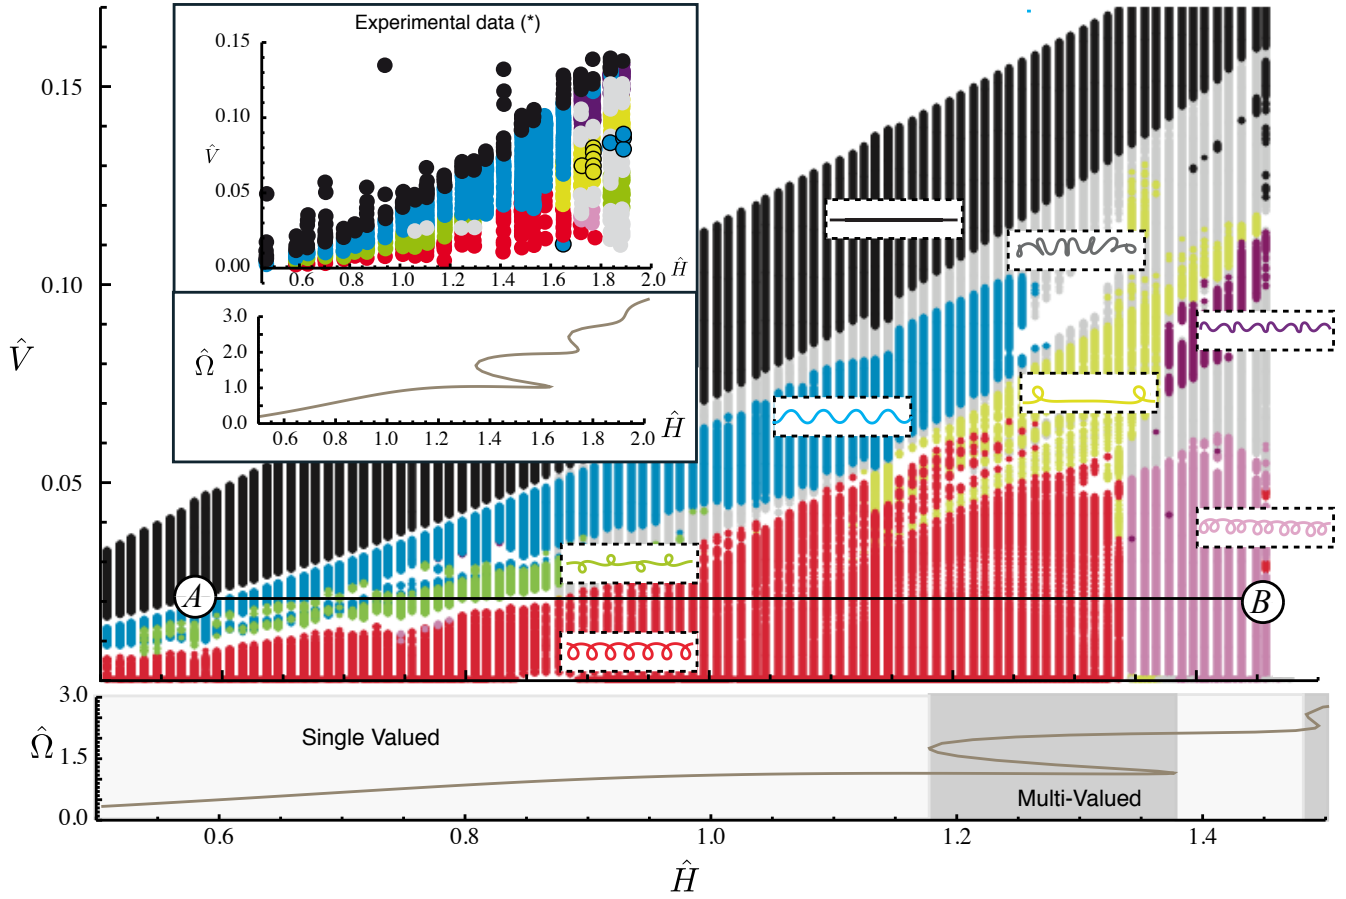 Experimental data (*)
0.15
0.10
V̂
0.05
0.00
0.6 0.8 1.0 1.2 1.4 1.6 1.8 2.0 Ĥ
3.0
Ω̂
2.0
1.0
0.0
0.6 0.8 1.0 1.2 1.4 1.6 1.8 2.0 Ĥ
0.15
0.10
V̂
0.05
A
B
3.0
Ω̂
1.5
0.0
Single Valued
Multi-Valued
0.6 0.8 1.0 1.2 1.4
Ĥ